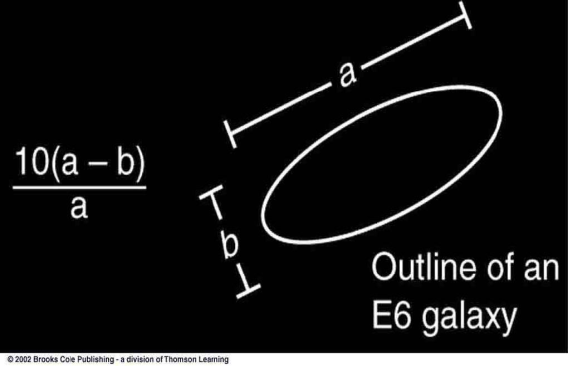 a
10(a – b)
a
b
Outline of an
E6 galaxy
© 2002 Brooks Cole Publishing - a division of Thomson Learning